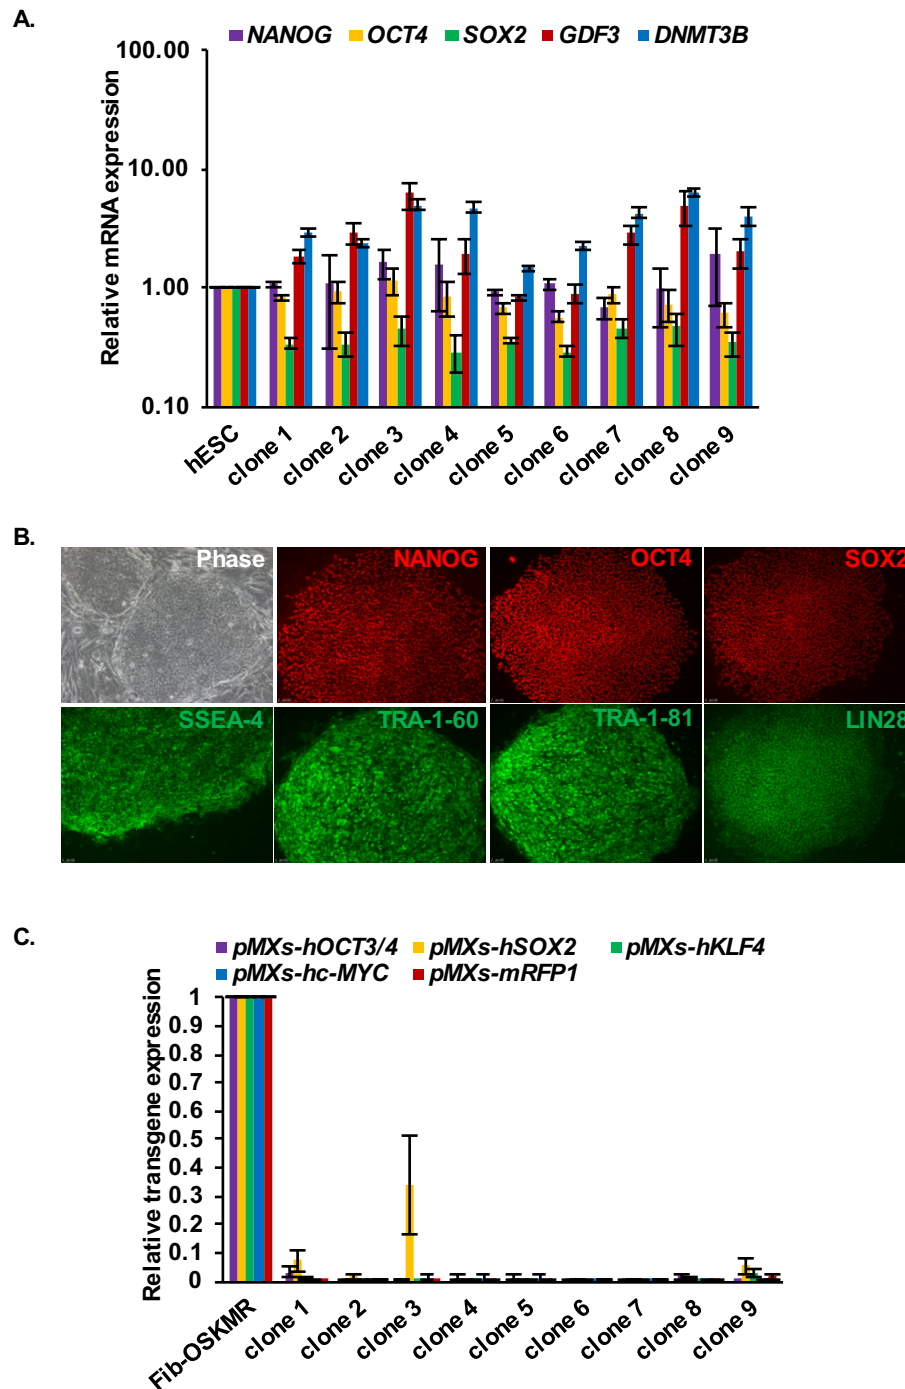 A.
NANOG OCT4 SOX2 GDF3 DNMT3B
Relative mRNA expression
100.00
10.00
1.00
0.10
hESC
clone 1
clone 2
clone 3
clone 4
clone 5
clone 6
clone 7
clone 8
clone 9
B.
Phase NANOG OCT4 SOX2
SSEA-4 TRA-1-60 TRA-1-81 LIN28
C.
pMXs-hOCT3/4 pMXs-hSOX2 pMXs-hKLF4
pMXs-hc-MYC pMXs-mRFP1
Relative transgene expression
1
0.9
0.8
0.7
0.6
0.5
0.4
0.3
0.2
0.1
0
Fib-OSKMR
clone 1
clone 2
clone 3
clone 4
clone 5
clone 6
clone 7
clone 8
clone 9